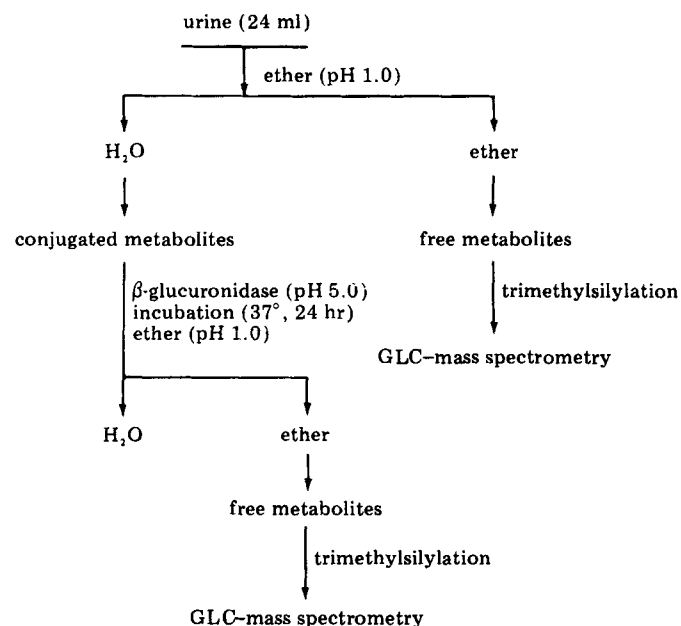 urine (24 ml)
ether (pH 1.0)
H₂O
ether
conjugated metabolites
free metabolites
β-glucuronidase (pH 5.0)
incubation (37°, 24 hr)
ether (pH 1.0)
trimethylsilylation
GLC–mass spectrometry
H₂O
ether
free metabolites
trimethylsilylation
GLC–mass spectrometry